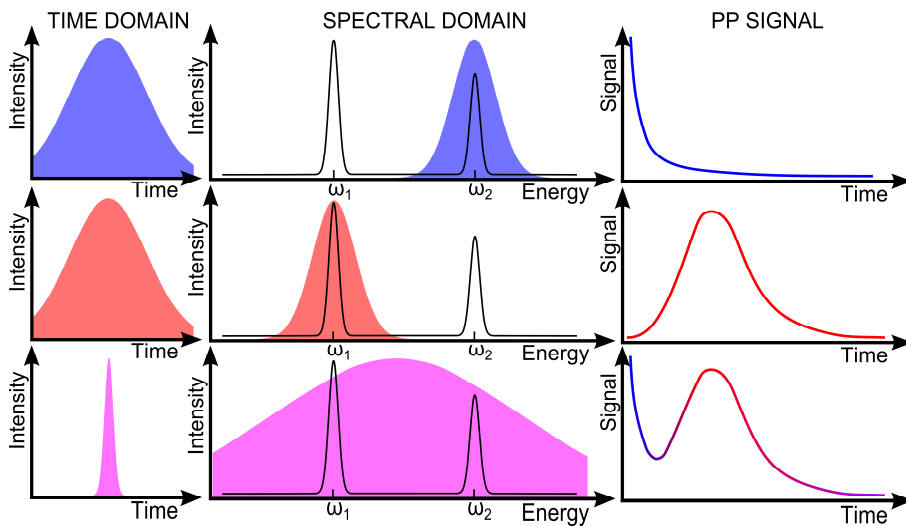 TIME DOMAIN
SPECTRAL DOMAIN
PP SIGNAL
Intensity
Time
Intensity
ω1
ω2
Energy
Signal
Time
Intensity
Time
Intensity
ω1
ω2
Energy
Signal
Time
Intensity
Time
Intensity
ω1
ω2
Energy
Signal
Time